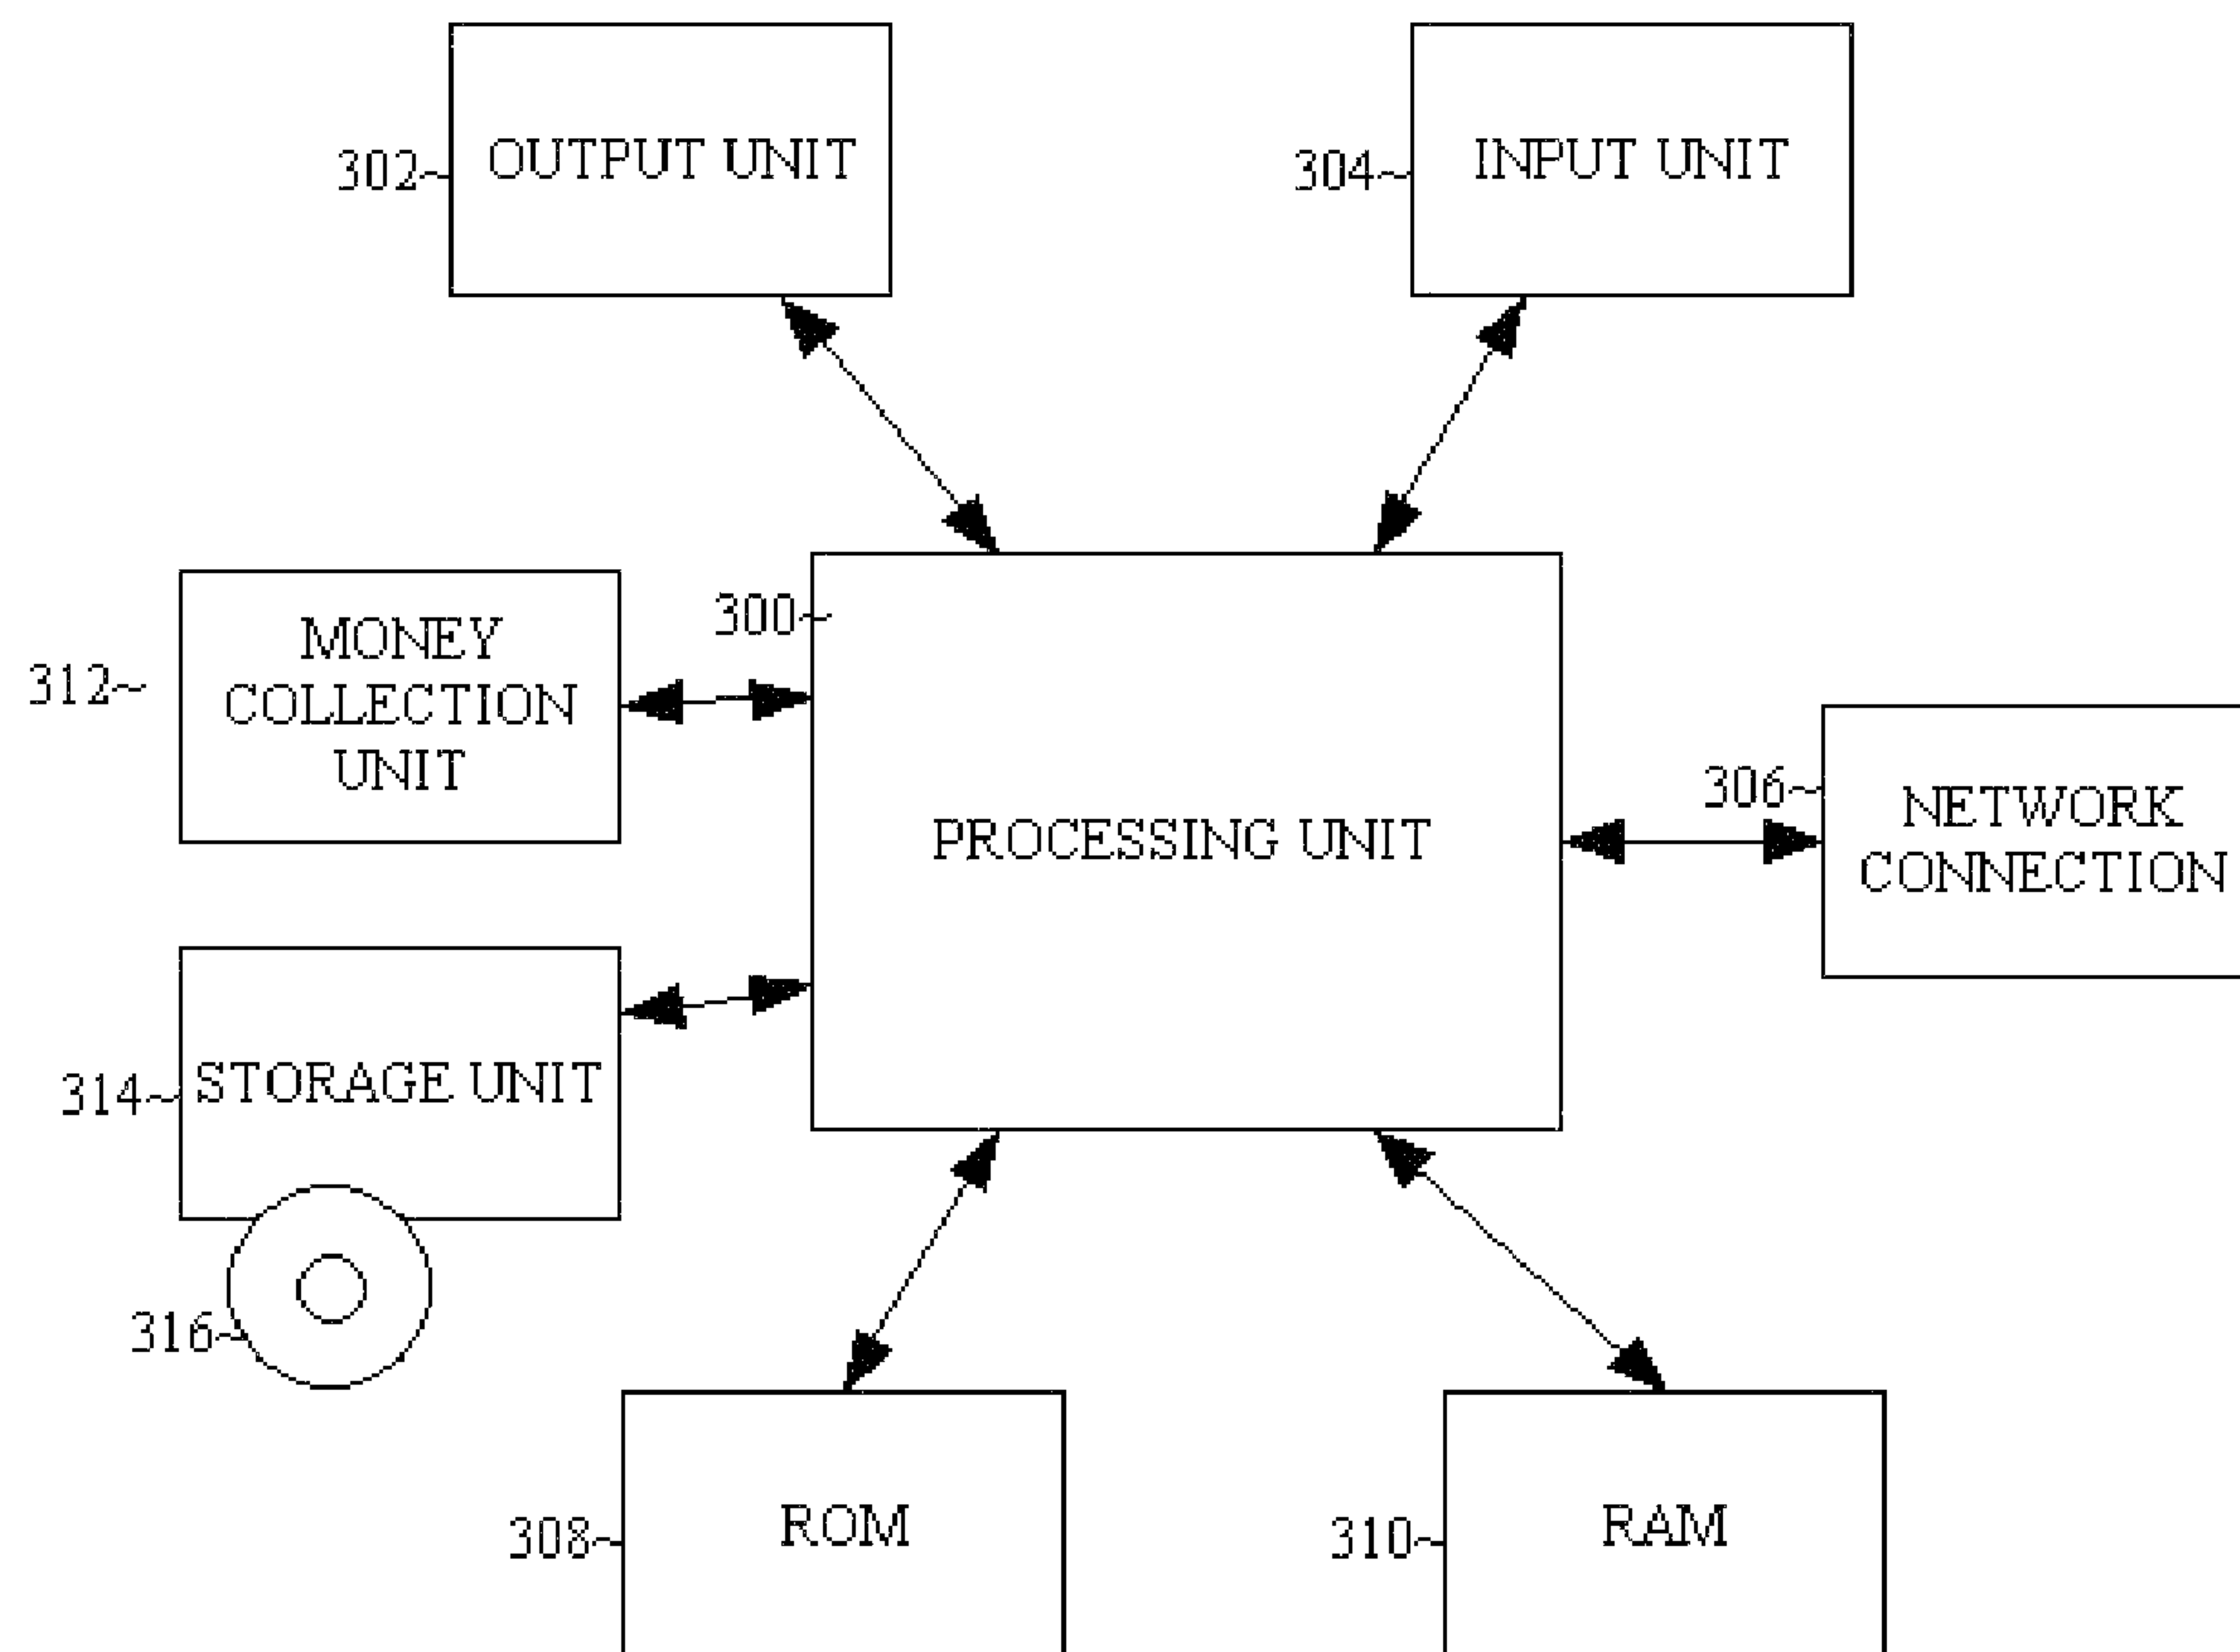 302~
OUTPUT UNIT
304~
INPUT UNIT
300~
312~
MONEY
COLLECTION
UNIT
PROCESSING UNIT
306~
NETWORK
CONNECTION
314~
STORAGE UNIT
316~
308~
ROM
310~
RAM